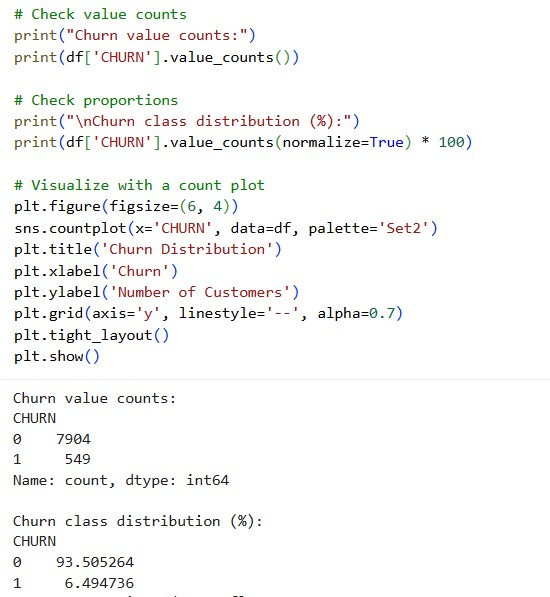 # Check value counts
print("Churn value counts:")
print(df['CHURN'].value_counts())

# Check proportions
print("\nChurn class distribution (%):")
print(df['CHURN'].value_counts(normalize=True) * 100)

# Visualize with a count plot
plt.figure(figsize=(6, 4))
sns.countplot(x='CHURN', data=df, palette='Set2')
plt.title('Churn Distribution')
plt.xlabel('Churn')
plt.ylabel('Number of Customers')
plt.grid(axis='y', linestyle='--', alpha=0.7)
plt.tight_layout()
plt.show()

Churn value counts:
CHURN
0    7904
1     549
Name: count, dtype: int64

Churn class distribution (%):
CHURN
0    93.505264
1     6.494736